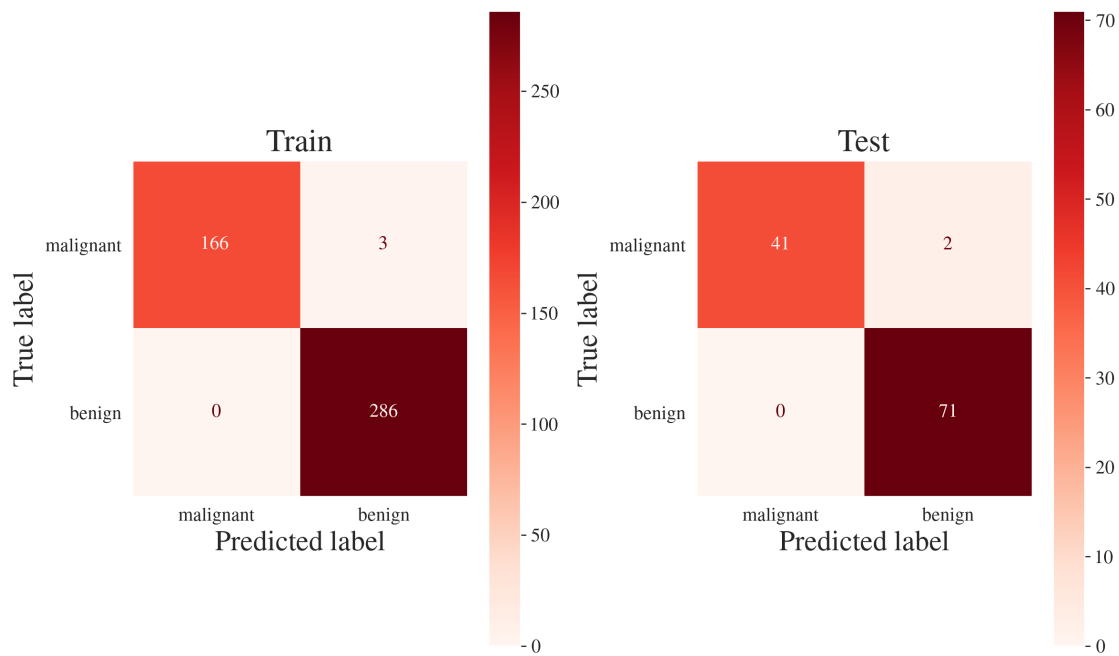 Train
malignant
benign
True label
166
3
0
286
malignant
benign
Predicted label
250
200
150
100
50
0
Test
malignant
benign
True label
41
2
0
71
malignant
benign
Predicted label
70
60
50
40
30
20
10
0